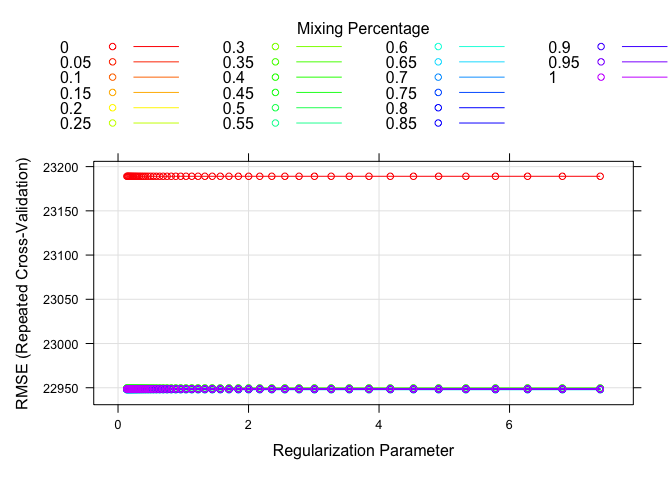 Mixing Percentage
0 0.3 0.6 0.9
0.05 0.35 0.65 0.95
0.1 0.4 0.7 1
0.15 0.45 0.75
0.2 0.5 0.8
0.25 0.55 0.85
RMSE (Repeated Cross-Validation)
23200
23150
23100
23050
23000
22950
0 2 4 6
Regularization Parameter